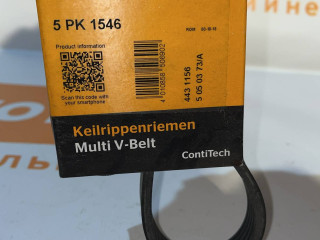 5 PK 1546
Product Information
Scan this code with
your smartphone
443 1156
5 05 03 73/A
Keilrippenriemen
Multi V-Belt
ContiTech